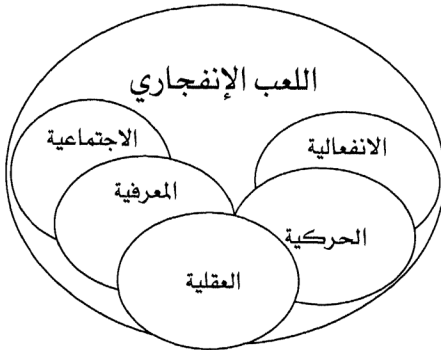 اللعب الإنفجاري
الاجتماعية
الانفعالية
المعرفية
الحركية
العقلية